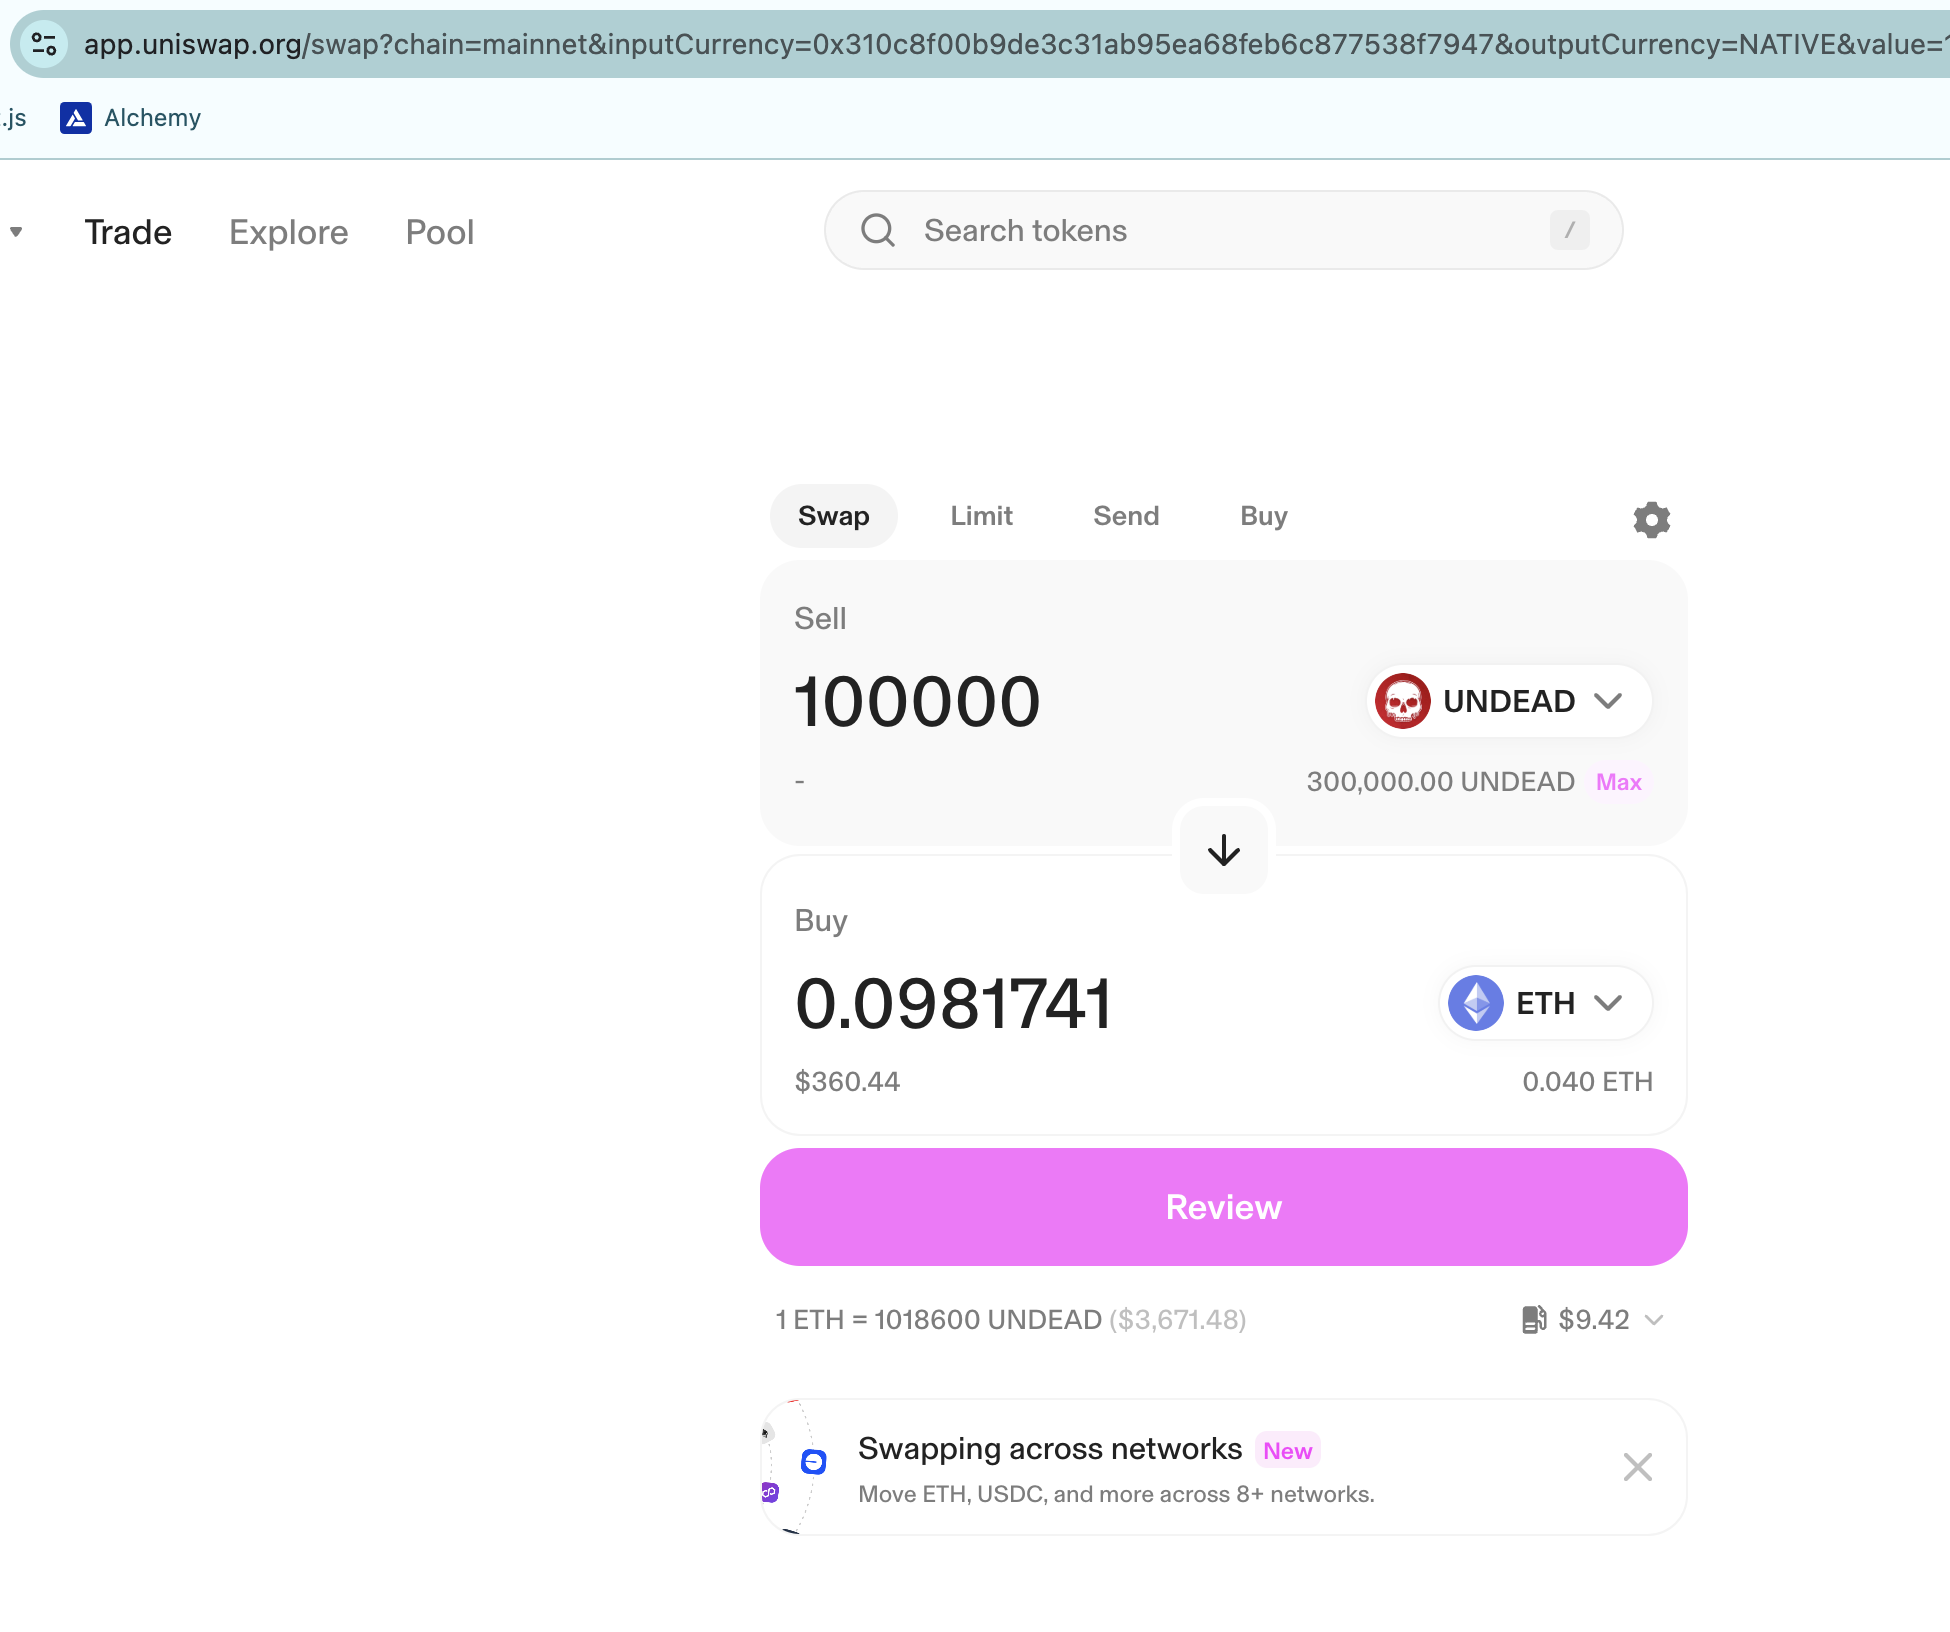 app.uniswap.org/swap?chain=mainnet&inputCurrency=0x310c8f00b9de3c31ab95ea68feb6c877538f7947&outputCurrency=NATIVE&value=1
.js Alchemy
Trade Explore Pool Search tokens /
Swap Limit Send Buy
Sell
100000 UNDEAD
- 300,000.00 UNDEAD Max
Buy
0.0981741 ETH
$360.44 0.040 ETH
Review
1 ETH = 1018600 UNDEAD ($3,671.48) $9.42
Swapping across networks New
Move ETH, USDC, and more across 8+ networks.